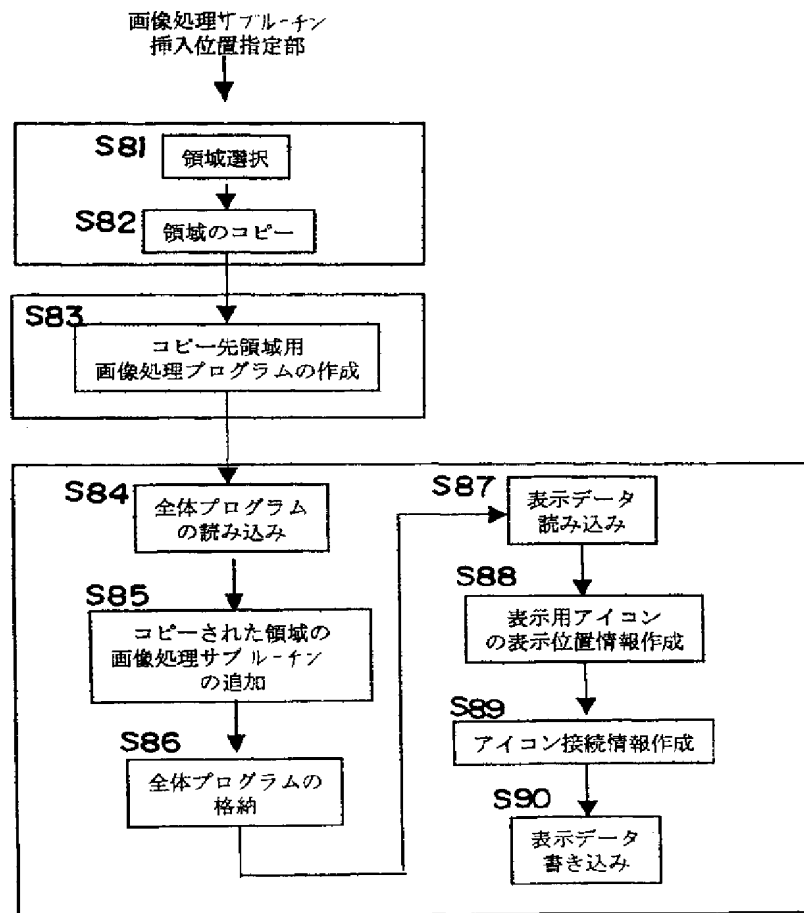 画像処理サブルーチン
挿入位置指定部
S81
領域選択
S82
領域のコピー
S83
コピー先領域用
画像処理プログラムの作成
S84
全体プログラム
の読み込み
S85
コピーされた領域の
画像処理サブルーチン
の追加
S86
全体プログラムの
格納
S87
表示データ
読み込み
S88
表示用アイコン
の表示位置情報作成
S89
アイコン接続情報作成
S90
表示データ
書き込み